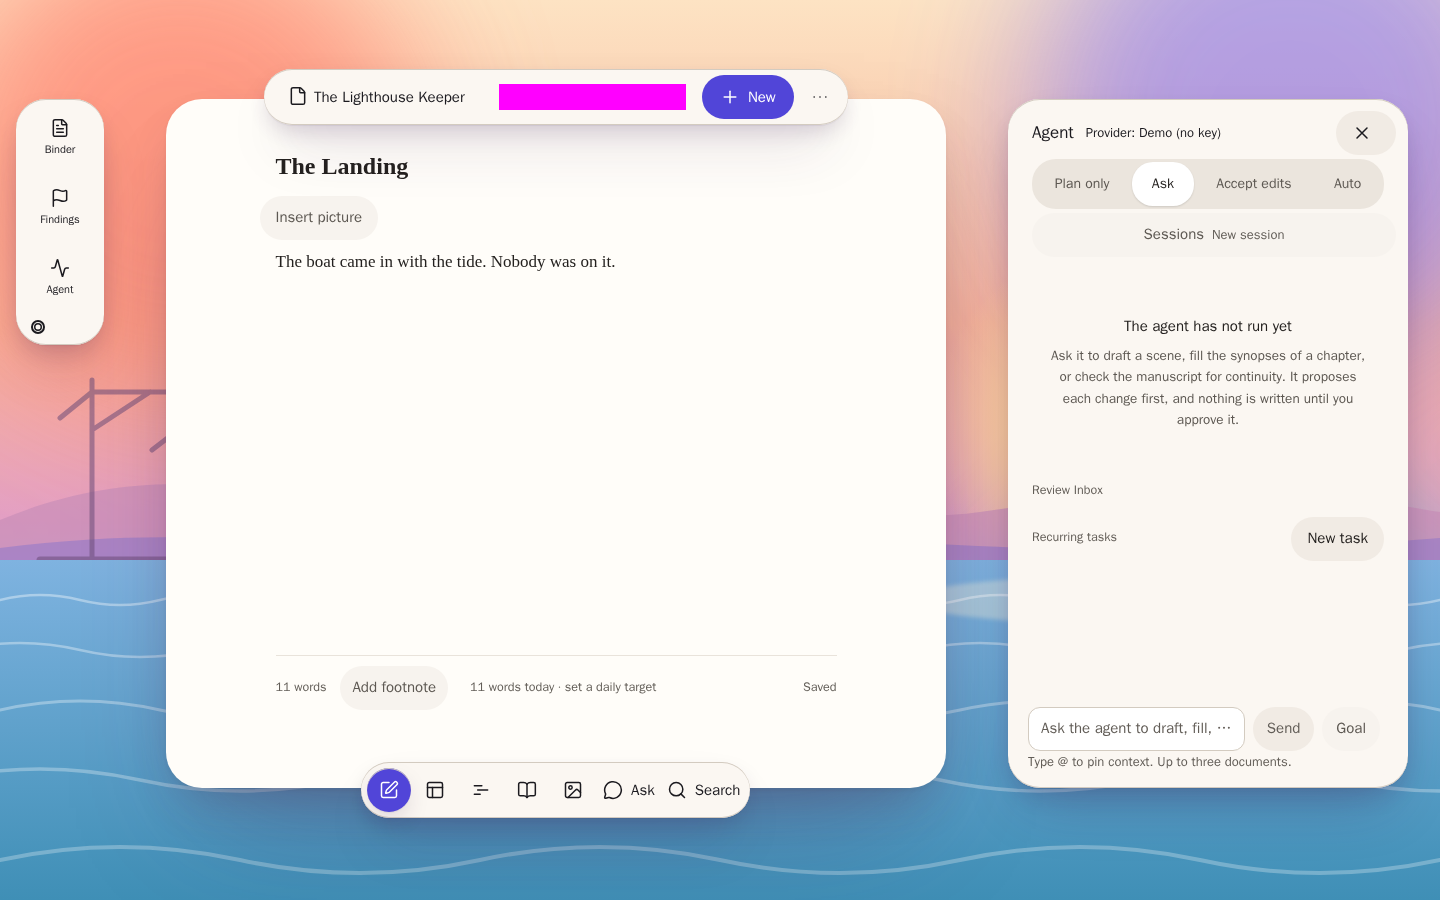 The Lighthouse Keeper
New
Binder
Findings
Agent
The Landing
Insert picture
The boat came in with the tide. Nobody was on it.
11 words
Add footnote
11 words today · set a daily target
Saved
Ask
Search
Agent
Provider: Demo (no key)
Plan only
Ask
Accept edits
Auto
Sessions
New session
The agent has not run yet
Ask it to draft a scene, fill the synopses of a chapter,
or check the manuscript for continuity. It proposes
each change first, and nothing is written until you
approve it.
Review Inbox
Recurring tasks
New task
Ask the agent to draft, fill, ···
Send
Goal
Type @ to pin context. Up to three documents.